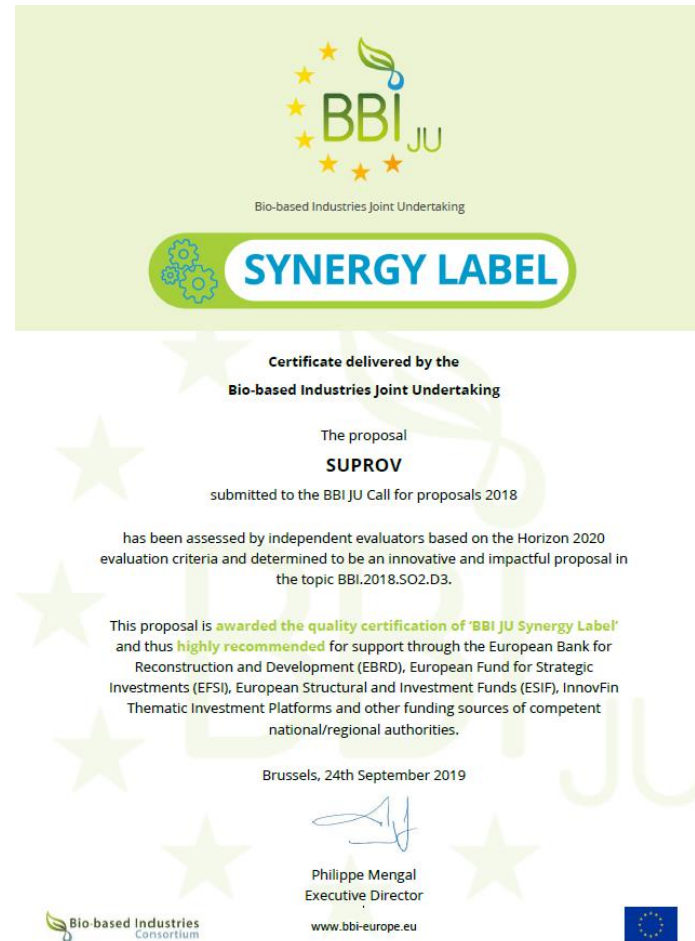 BBI JU
Bio-based Industries Joint Undertaking
SYNERGY LABEL
Certificate delivered by the
Bio-based Industries Joint Undertaking
The proposal
SUPROV
submitted to the BBI JU Call for proposals 2018
has been assessed by independent evaluators based on the Horizon 2020
evaluation criteria and determined to be an innovative and impactful proposal in
the topic BBI.2018.SO2.D3.
This proposal is awarded the quality certification of ‘BBI JU Synergy Label’
and thus highly recommended for support through the European Bank for
Reconstruction and Development (EBRD), European Fund for Strategic
Investments (EFSI), European Structural and Investment Funds (ESIF), InnovFin
Thematic Investment Platforms and other funding sources of competent
national/regional authorities.
Brussels, 24th September 2019
Philippe Mengal
Executive Director
Bio-based Industries
Consortium
www.bbi-europe.eu